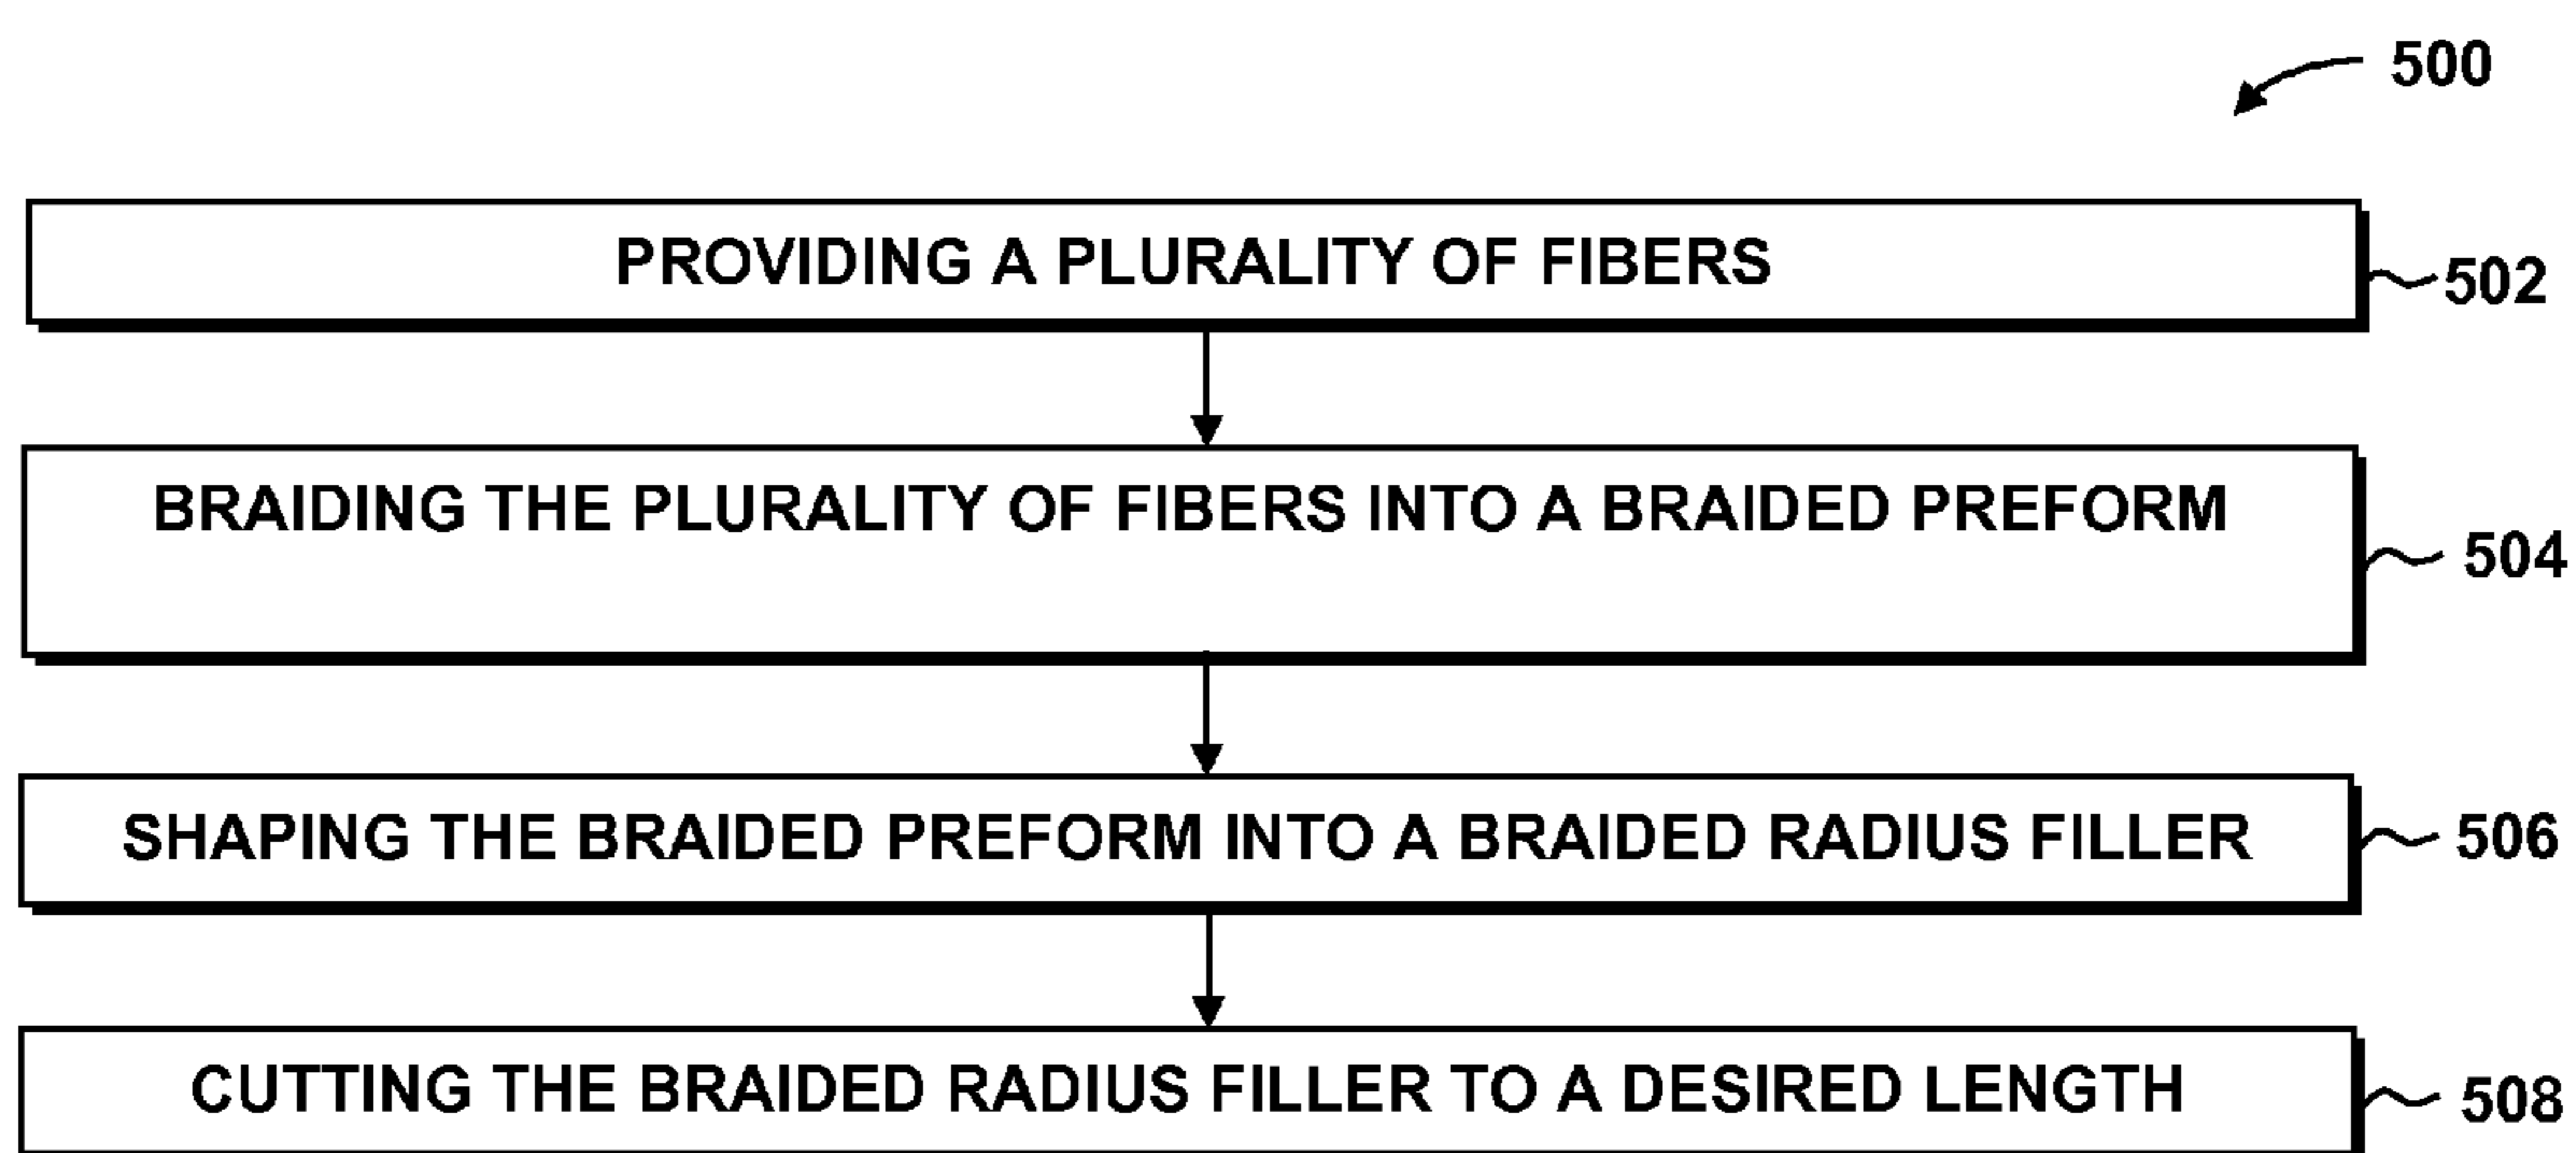 500
PROVIDING A PLURALITY OF FIBERS
502
BRAIDING THE PLURALITY OF FIBERS INTO A BRAIDED PREFORM
504
SHAPING THE BRAIDED PREFORM INTO A BRAIDED RADIUS FILLER
506
CUTTING THE BRAIDED RADIUS FILLER TO A DESIRED LENGTH
508